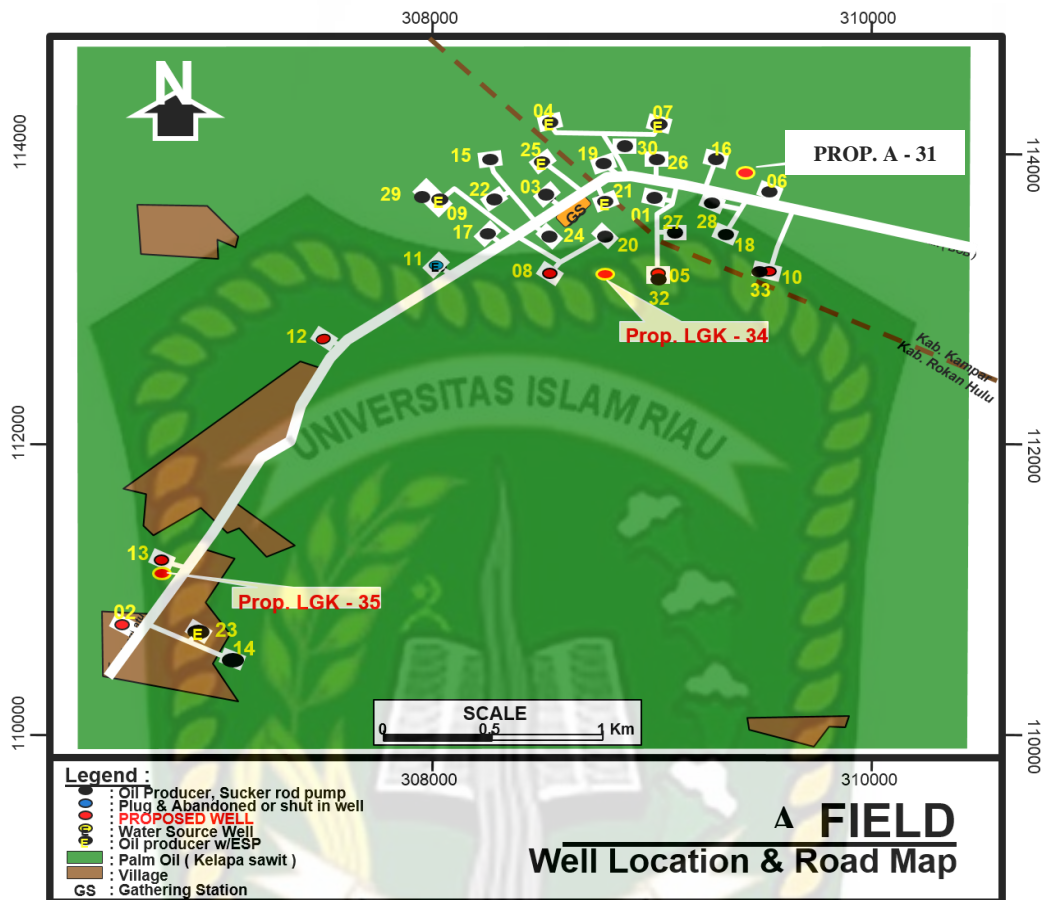 308000
310000
N
114000
114000
04
07
PROP. A - 31
15
25
19
30
26
16
29
09
22
03
21
01
28
06
LGS
17
24
20
27
18
11
08
05
32
33
10
12
Prop. LGK - 34
Kab. Kampar
Kab. Rokan Hulu
UNIVERSITAS ISLAM RIAU
112000
112000
13
Prop. LGK - 35
02
23
14
SCALE
0 0.5 1 Km
110000
110000
308000
310000
Legend :
: Oil Producer, Sucker rod pump
: Plug & Abandoned or shut in well
: PROPOSED WELL
E : Water Source Well
E : Oil producer w/ESP
: Palm Oil ( Kelapa sawit )
: Village
GS : Gathering Station
A FIELD
Well Location & Road Map